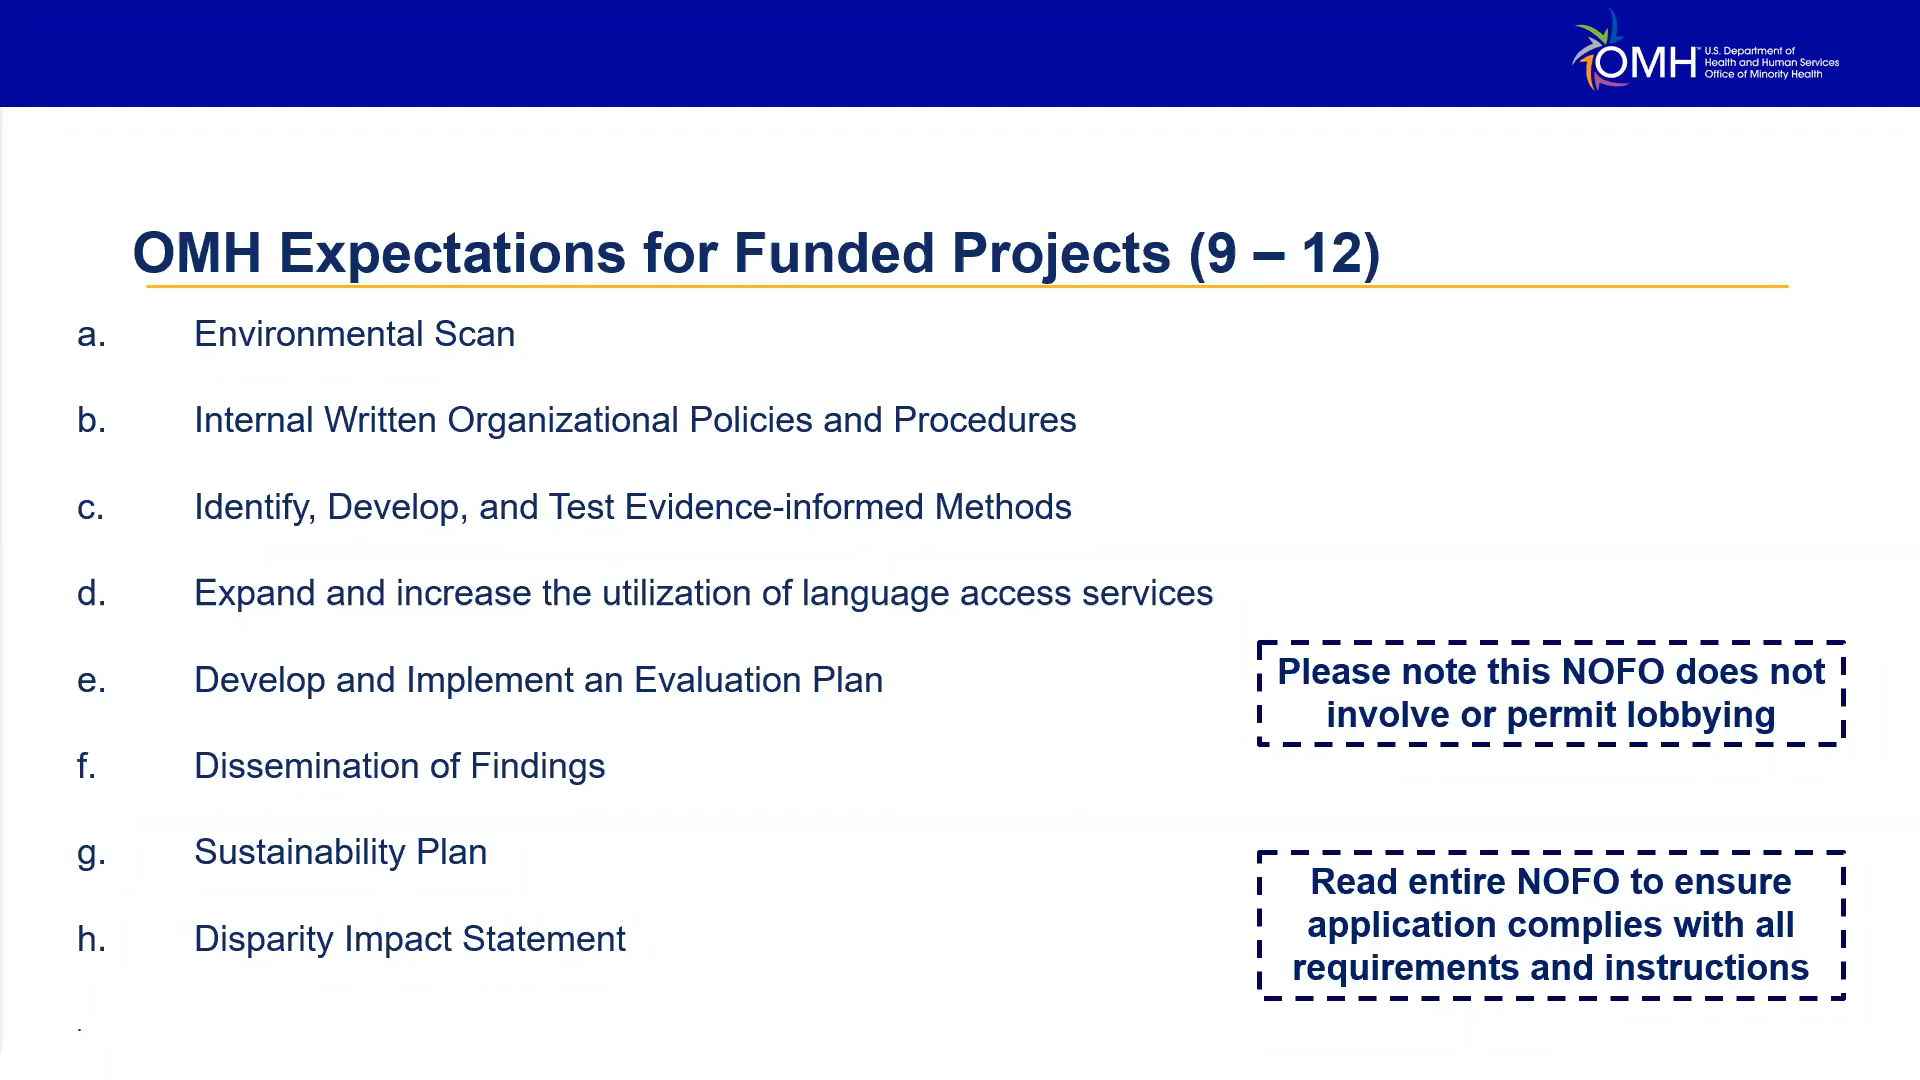 OMH™ U.S. Department of
Health and Human Services
Office of Minority Health
OMH Expectations for Funded Projects (9 – 12)
a. Environmental Scan
b. Internal Written Organizational Policies and Procedures
c. Identify, Develop, and Test Evidence-informed Methods
d. Expand and increase the utilization of language access services
e. Develop and Implement an Evaluation Plan
f. Dissemination of Findings
g. Sustainability Plan
h. Disparity Impact Statement
.
Please note this NOFO does not
involve or permit lobbying
Read entire NOFO to ensure
application complies with all
requirements and instructions